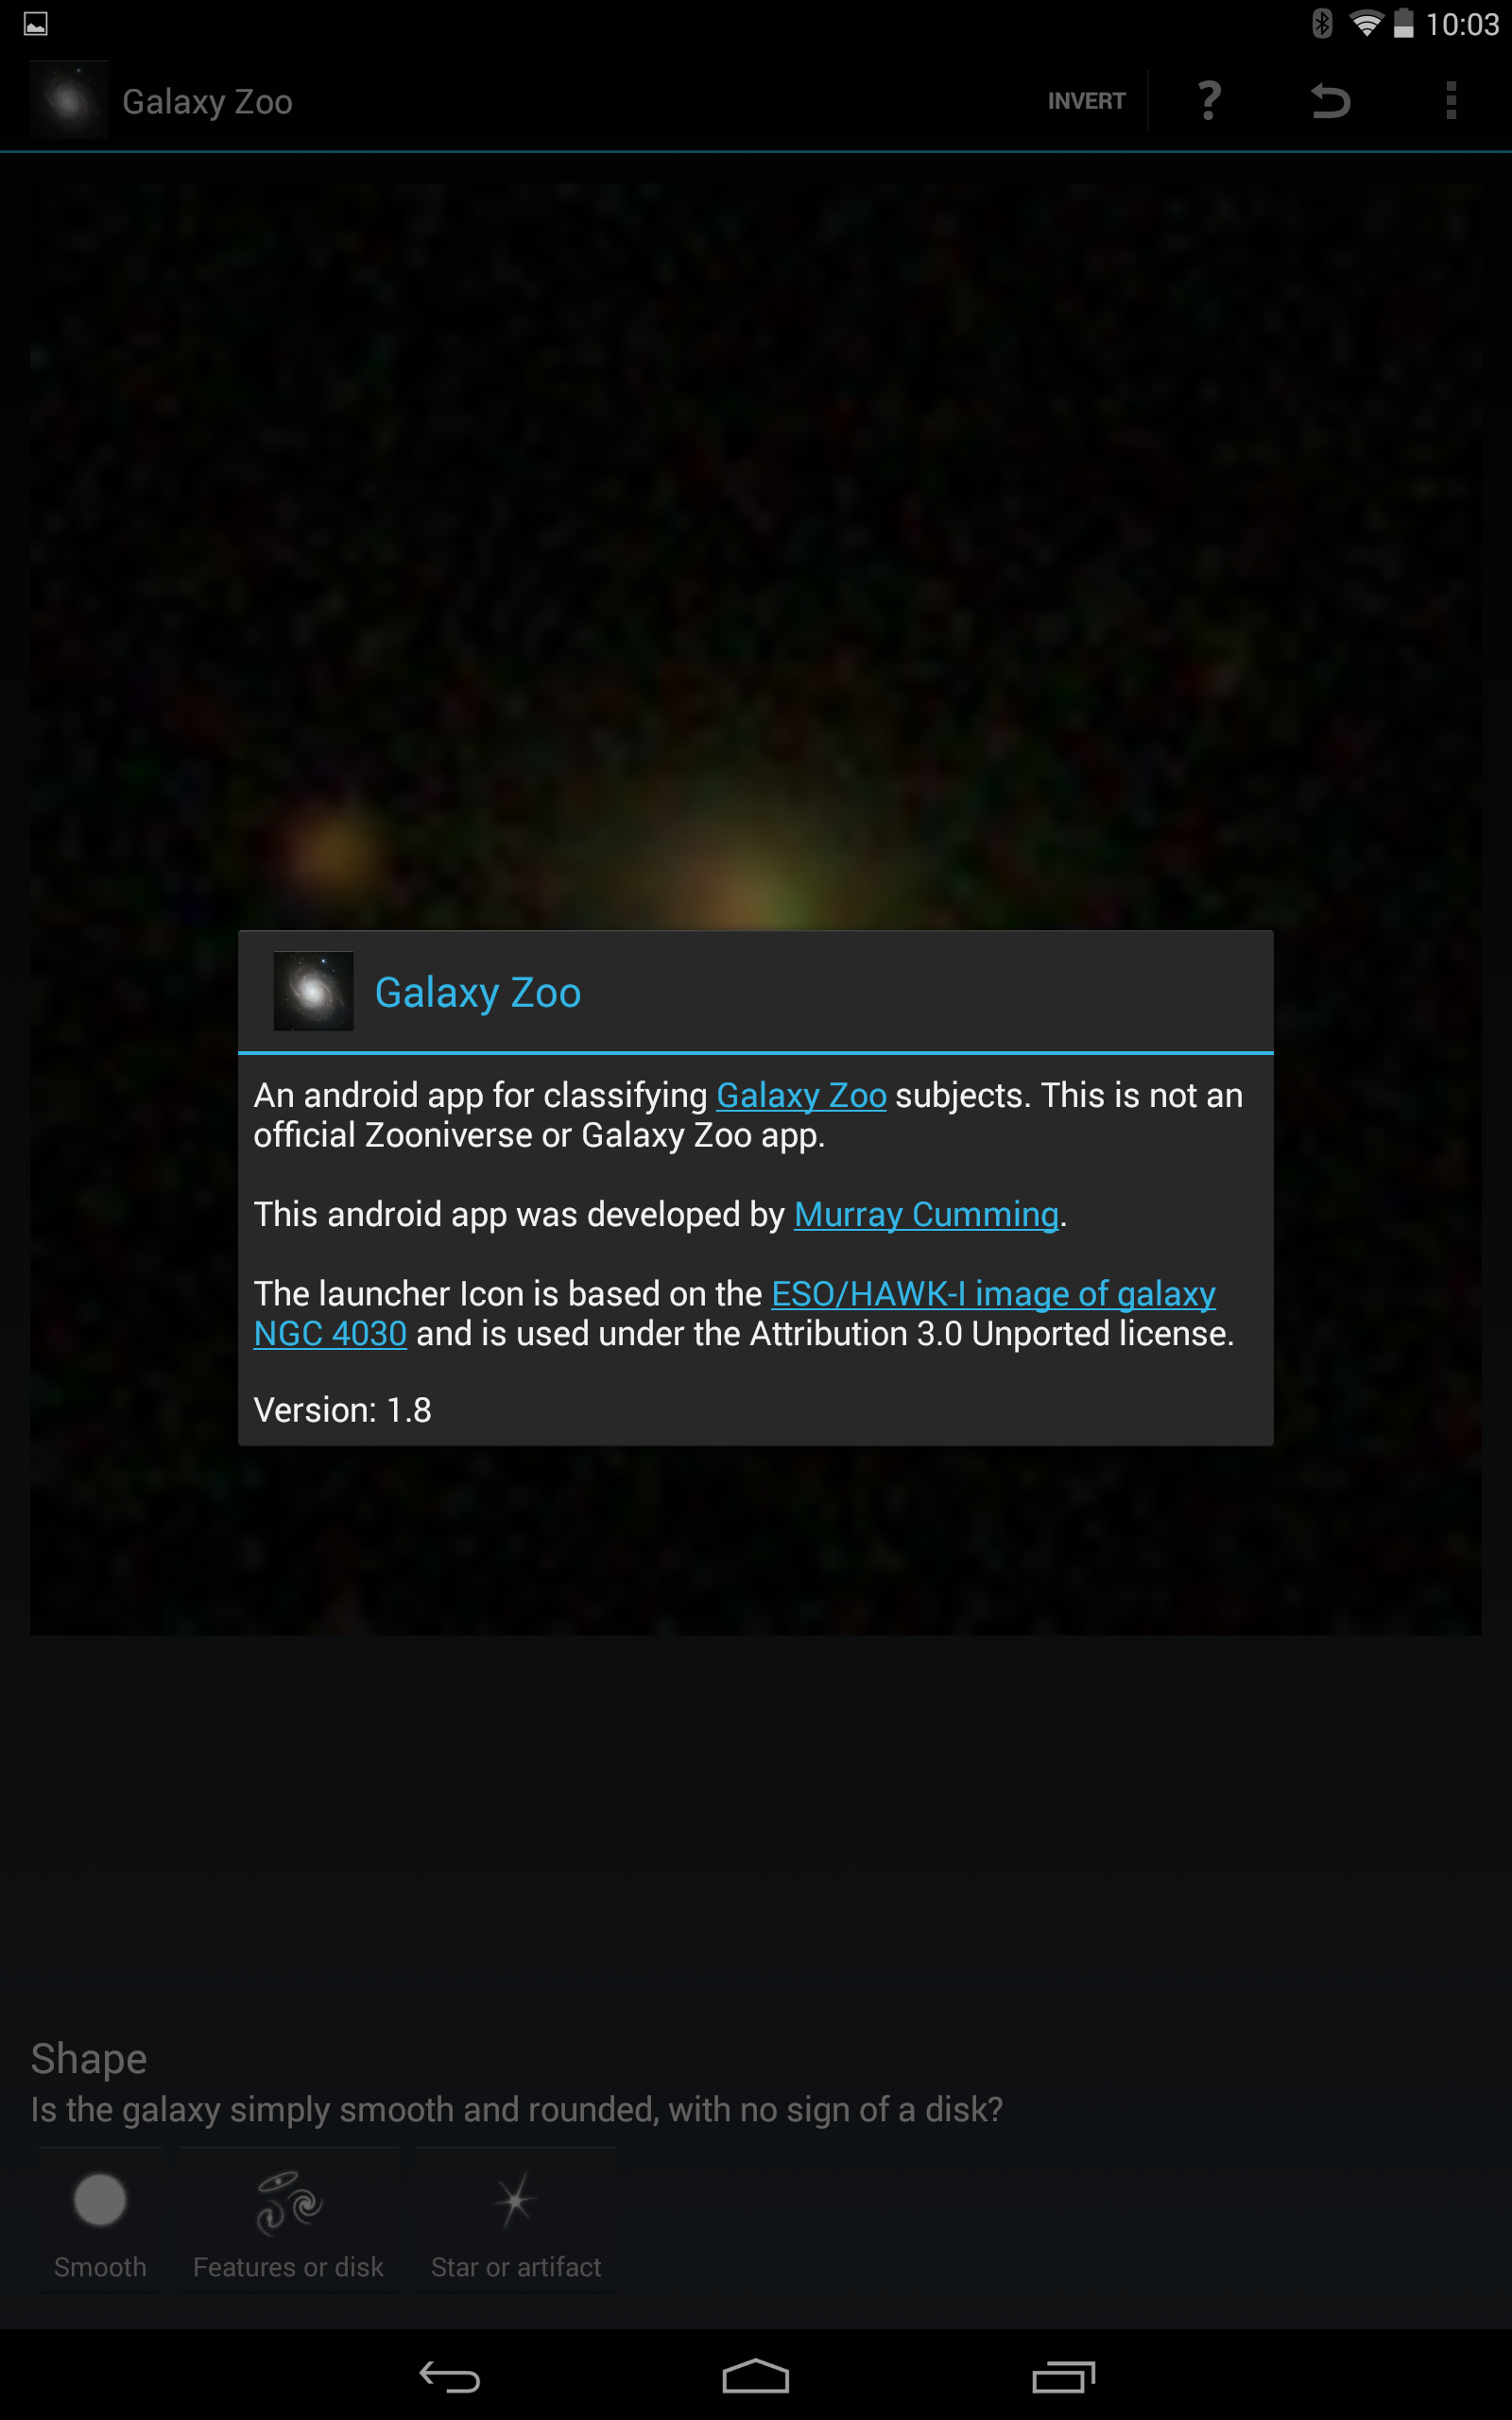 10:03
Galaxy Zoo
INVERT
Galaxy Zoo
An android app for classifying Galaxy Zoo subjects. This is not an
official Zooniverse or Galaxy Zoo app.
This android app was developed by Murray Cumming.
The launcher Icon is based on the ESO/HAWK-I image of galaxy
NGC 4030 and is used under the Attribution 3.0 Unported license.
Version: 1.8
Shape
Is the galaxy simply smooth and rounded, with no sign of a disk?
Smooth
Features or disk
Star or artifact